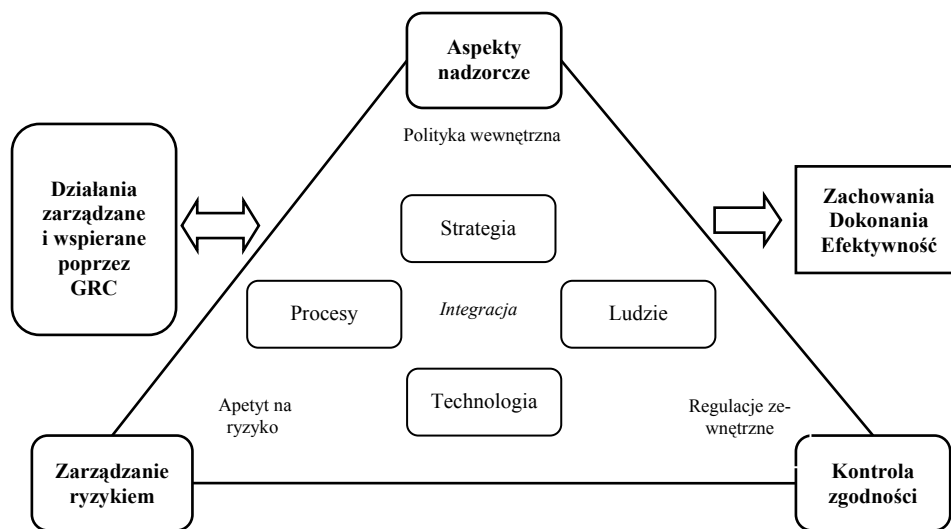 Aspekty
nadzorcze
Polityka wewnętrzna
Działania
zarządzane
i wspierane
poprzez
GRC
Strategia
Zachowania
Dokonania
Efektywność
Procesy
Integracja
Ludzie
Technologia
Apetyt na
ryzyko
Regulacje ze-
wnętrzne
Zarządzanie
ryzykiem
Kontrola
zgodności